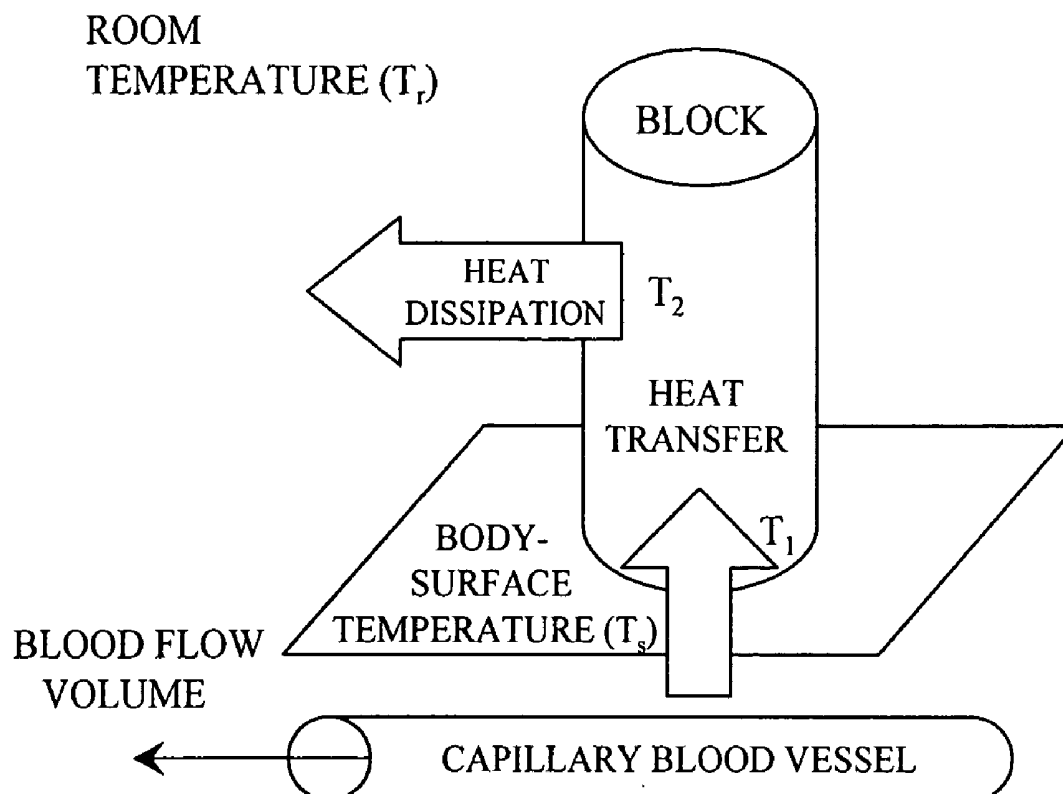 ROOM
TEMPERATURE (Tr)
BLOCK
HEAT
DISSIPATION
T2
HEAT
TRANSFER
T1
BODY-
SURFACE
TEMPERATURE (Ts)
BLOOD FLOW
VOLUME
CAPILLARY BLOOD VESSEL